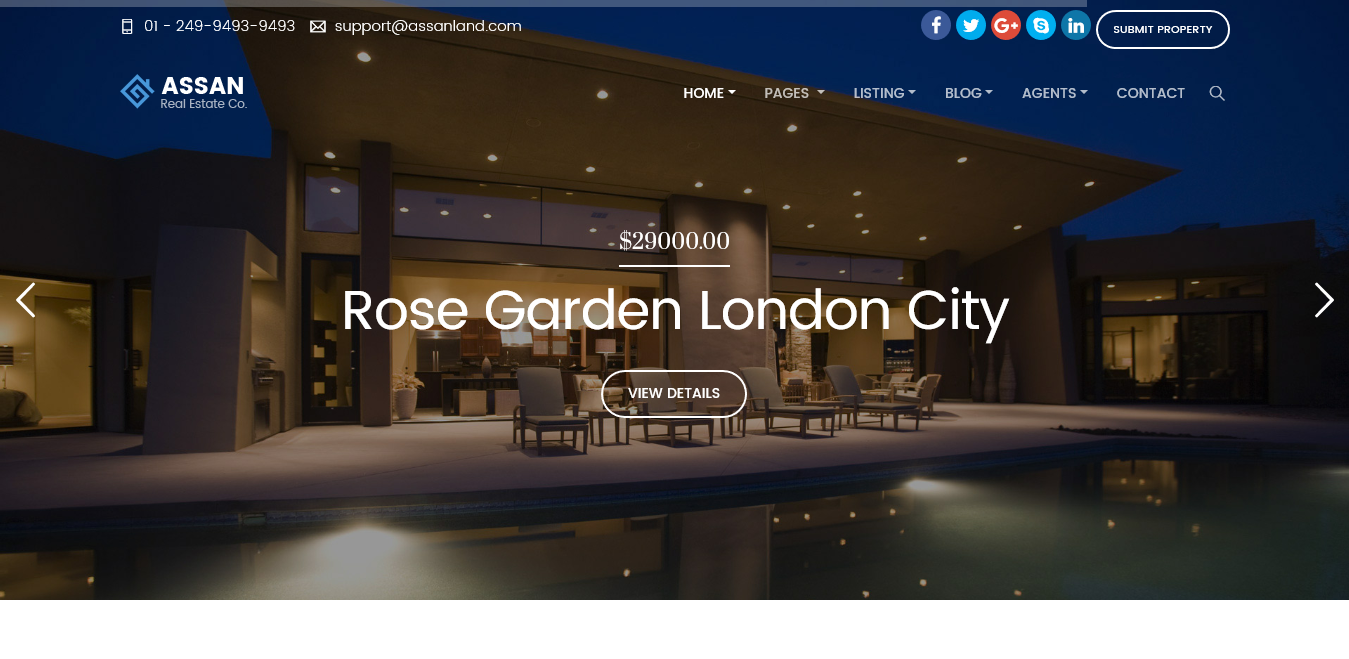 01 - 249-9493-9493 support@assanland.com SUBMIT PROPERTY
ASSAN
Real Estate Co.
HOME PAGES LISTING BLOG AGENTS CONTACT
$29000.00
Rose Garden London City
VIEW DETAILS